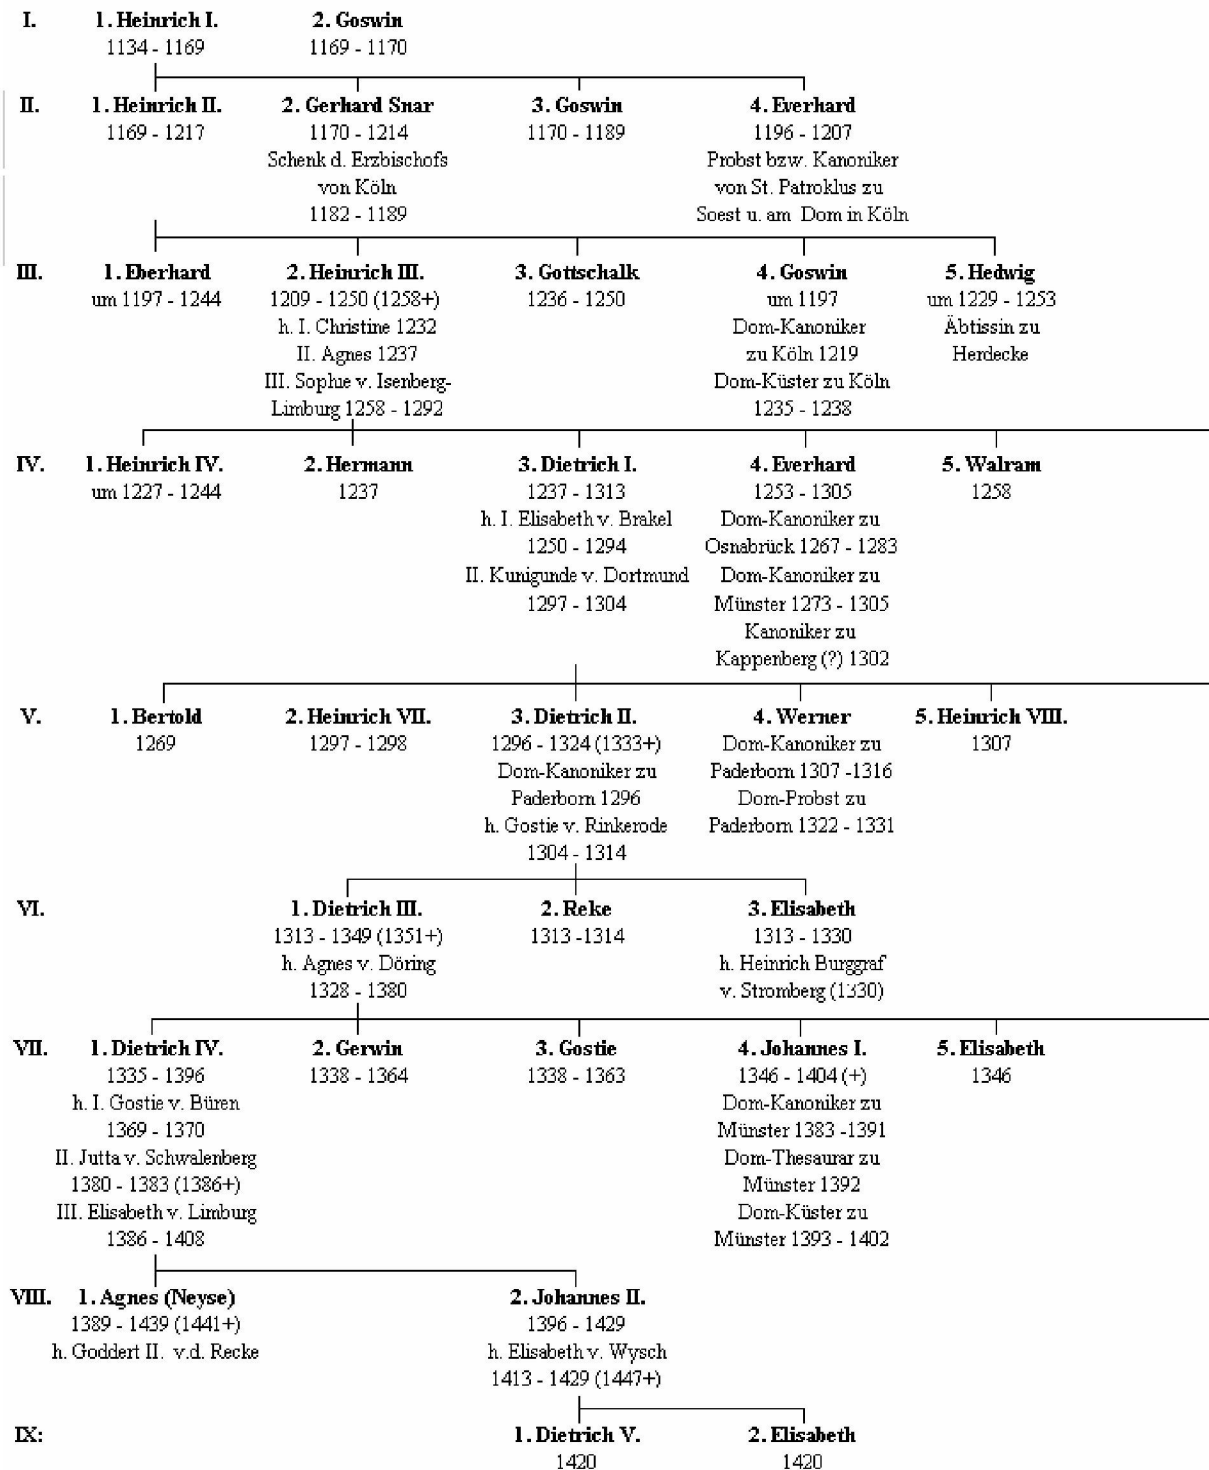 I. 1. Heinrich I. 2. Goswin
1134 - 1169 1169 - 1170
II. 1. Heinrich II. 2. Gerhard Snar 3. Goswin 4. Everhard
1169 - 1217 1170 - 1214 1170 - 1189 1196 - 1207
Schenk d. Erzbischofs Probst bzw. Kanoniker
von Köln von St. Patroklus zu
1182 - 1189 Soest u. am Dom in Köln
III. 1. Eberhard 2. Heinrich III. 3. Gottschalk 4. Goswin 5. Hedwig
um 1197 - 1244 1209 - 1250 (1258+) 1236 - 1250 um 1197 um 1229 - 1253
h. I. Christine 1232 Dom-Kanoniker Äbtissin zu
II. Agnes 1237 zu Köln 1219 Herdecke
III. Sophie v. Isenberg- Dom-Küster zu Köln
Limburg 1258 - 1292 1235 - 1238
IV. 1. Heinrich IV. 2. Hermann 3. Dietrich I. 4. Everhard 5. Walram
um 1227 - 1244 1237 1237 - 1313 1253 - 1305 1258
h. I. Elisabeth v. Brakel Dom-Kanoniker zu
1250 - 1294 Osnabrück 1267 - 1283
II. Kunigunde v. Dortmund Dom-Kanoniker zu
1297 - 1304 Münster 1273 - 1305
Kanoniker zu
Kappenberg (?) 1302
V. 1. Bertold 2. Heinrich VII. 3. Dietrich II. 4. Werner 5. Heinrich VIII.
1269 1297 - 1298 1296 - 1324 (1333+) Dom-Kanoniker zu 1307
Dom-Kanoniker zu Paderborn 1307 -1316
Paderborn 1296 Dom-Probst zu
h. Gostie v. Rinkerode Paderborn 1322 - 1331
1304 - 1314
VI. 1. Dietrich III. 2. Reke 3. Elisabeth
1313 - 1349 (1351+) 1313 -1314 1313 - 1330
h. Agnes v. Döring h. Heinrich Burggraf
1328 - 1380 v. Stromberg (1330)
VII. 1. Dietrich IV. 2. Gerwin 3. Gostie 4. Johannes I. 5. Elisabeth
1335 - 1396 1338 - 1364 1338 - 1363 1346 - 1404 (+) 1346
h. I. Gostie v. Büren Dom-Kanoniker zu
1369 - 1370 Münster 1383 -1391
II. Jutta v. Schwalenberg Dom-Thesaurar zu
1380 - 1383 (1386+) Münster 1392
III. Elisabeth v. Limburg Dom-Küster zu
1386 - 1408 Münster 1393 - 1402
VIII. 1. Agnes (Neyse) 2. Johannes II.
1389 - 1439 (1441+) 1396 - 1429
h. Goddert II. v.d. Recke h. Elisabeth v. Wysch
1413 - 1429 (1447+)
IX: 1. Dietrich V. 2. Elisabeth
1420 1420